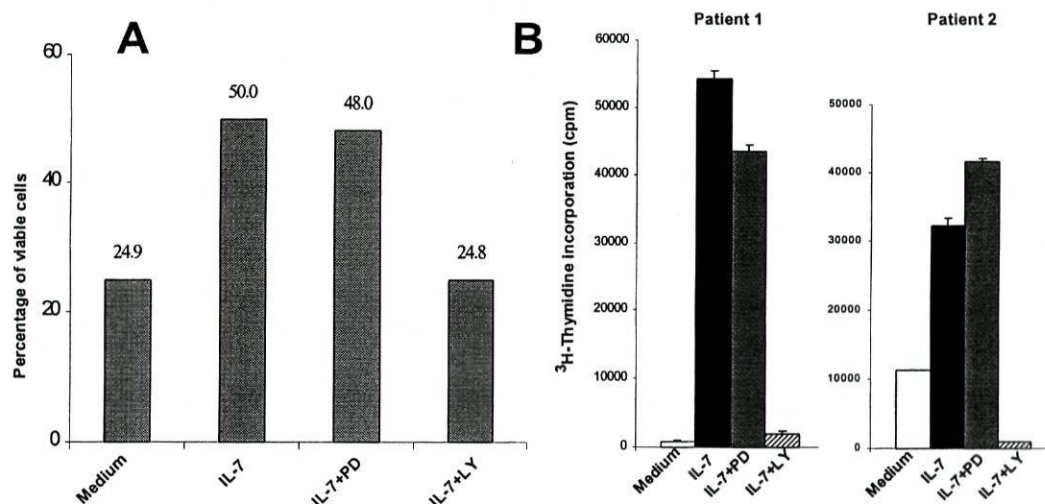 A
Percentage of viable cells
60
40
20
0
24.9
50.0
48.0
24.8
Medium
IL-7
IL-7+PD
IL-7+LY
B
Patient 1
³H-Thymidine incorporation (cpm)
60000
50000
40000
30000
20000
10000
0
Medium
IL-7
IL-7+PD
IL-7+LY
Patient 2
50000
40000
30000
20000
10000
0
Medium
IL-7
IL-7+PD
IL-7+LY